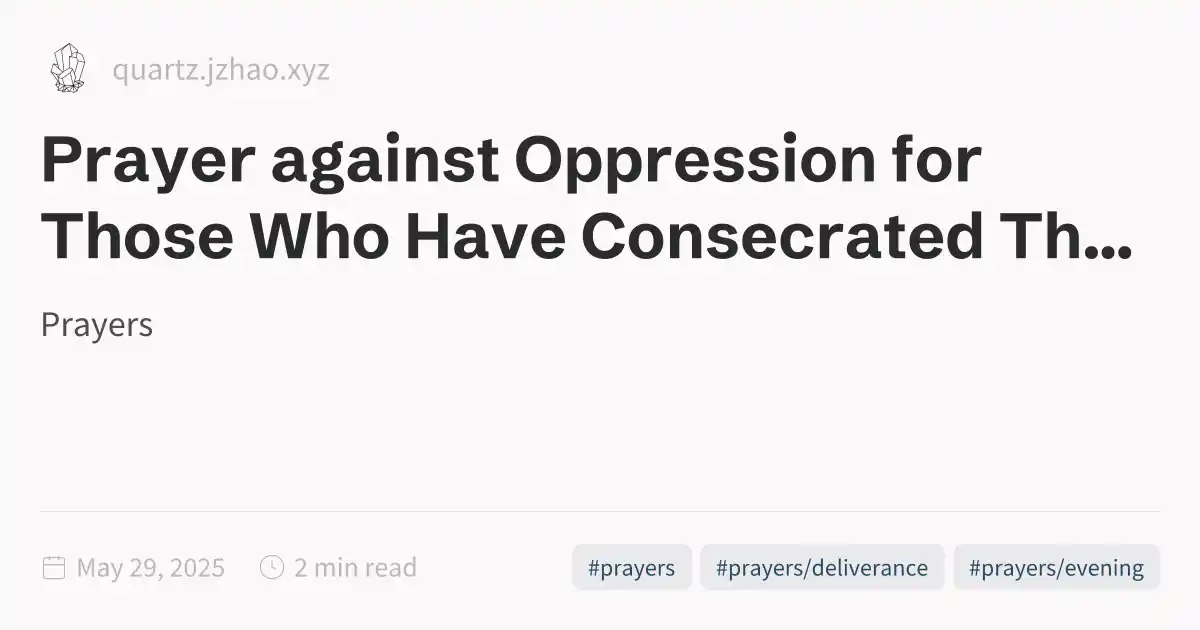 quartz.jzhao.xyz
Prayer against Oppression for
Those Who Have Consecrated Th...
Prayers
May 29, 2025
2 min read
#prayers
#prayers/deliverance
#prayers/evening